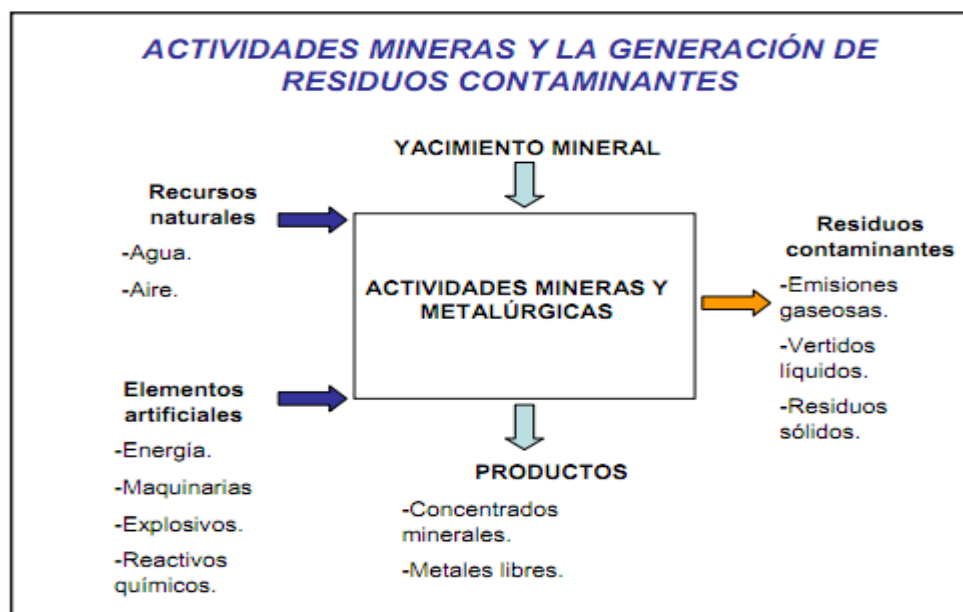 ACTIVIDADES MINERAS Y LA GENERACIÓN DE
RESIDUOS CONTAMINANTES
YACIMIENTO MINERAL
Recursos
naturales
-Agua.
-Aire.
ACTIVIDADES MINERAS Y
METALÚRGICAS
Residuos
contaminantes
-Emisiones
gaseosas.
-Vertidos
líquidos.
-Residuos
sólidos.
Elementos
artificiales
-Energía.
-Maquinarias
-Explosivos.
-Reactivos
químicos.
PRODUCTOS
-Concentrados
minerales.
-Metales libres.